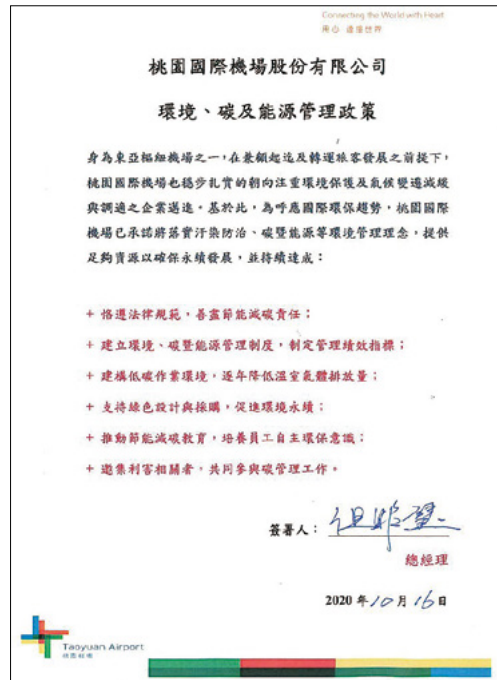 Connecting the World with Heart
用心 連接世界
桃園國際機場股份有限公司
環境、碳及能源管理政策
身為東亞樞紐機場之一，在兼顧起迄及轉運旅客發展之前提下，
桃園國際機場也穩步扎實的朝向注重環境保護及氣候變遷減緩
與調適之企業邁進。基於此，為呼應國際環保趨勢，桃園國際
機場已承諾將落實汙染防治、碳暨能源等環境管理理念，提供
足夠資源以確保永續發展，並持續達成：
+ 恪遵法律規範，善盡節能減碳責任；
+ 建立環境、碳暨能源管理制度，制定管理績效指標；
+ 建構低碳作業環境，逐年降低溫室氣體排放量；
+ 支持綠色設計與採購，促進環境永續；
+ 推動節能減碳教育，培養員工自主環保意識；
+ 邀集利害相關者，共同參與碳管理工作。
簽署人：
總經理
2020 年 10 月 16 日
Taoyuan Airport
桃園機場